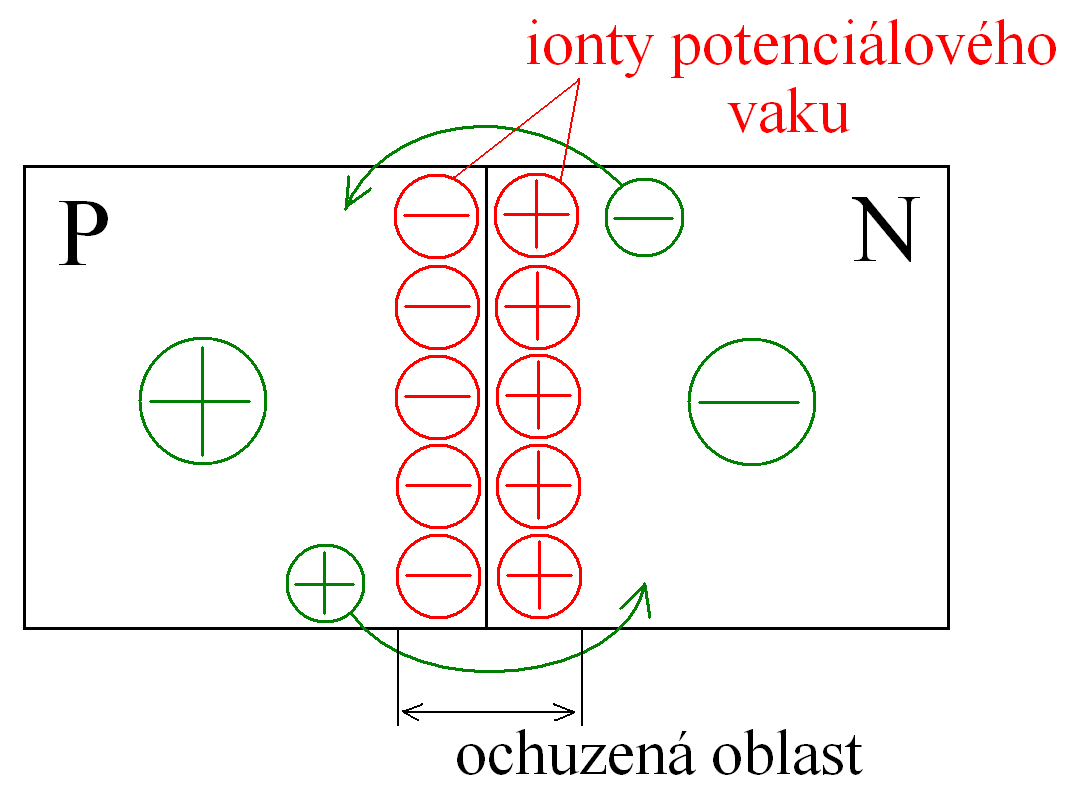 ionty potenciálového
vaku
P
N
ochuzená oblast